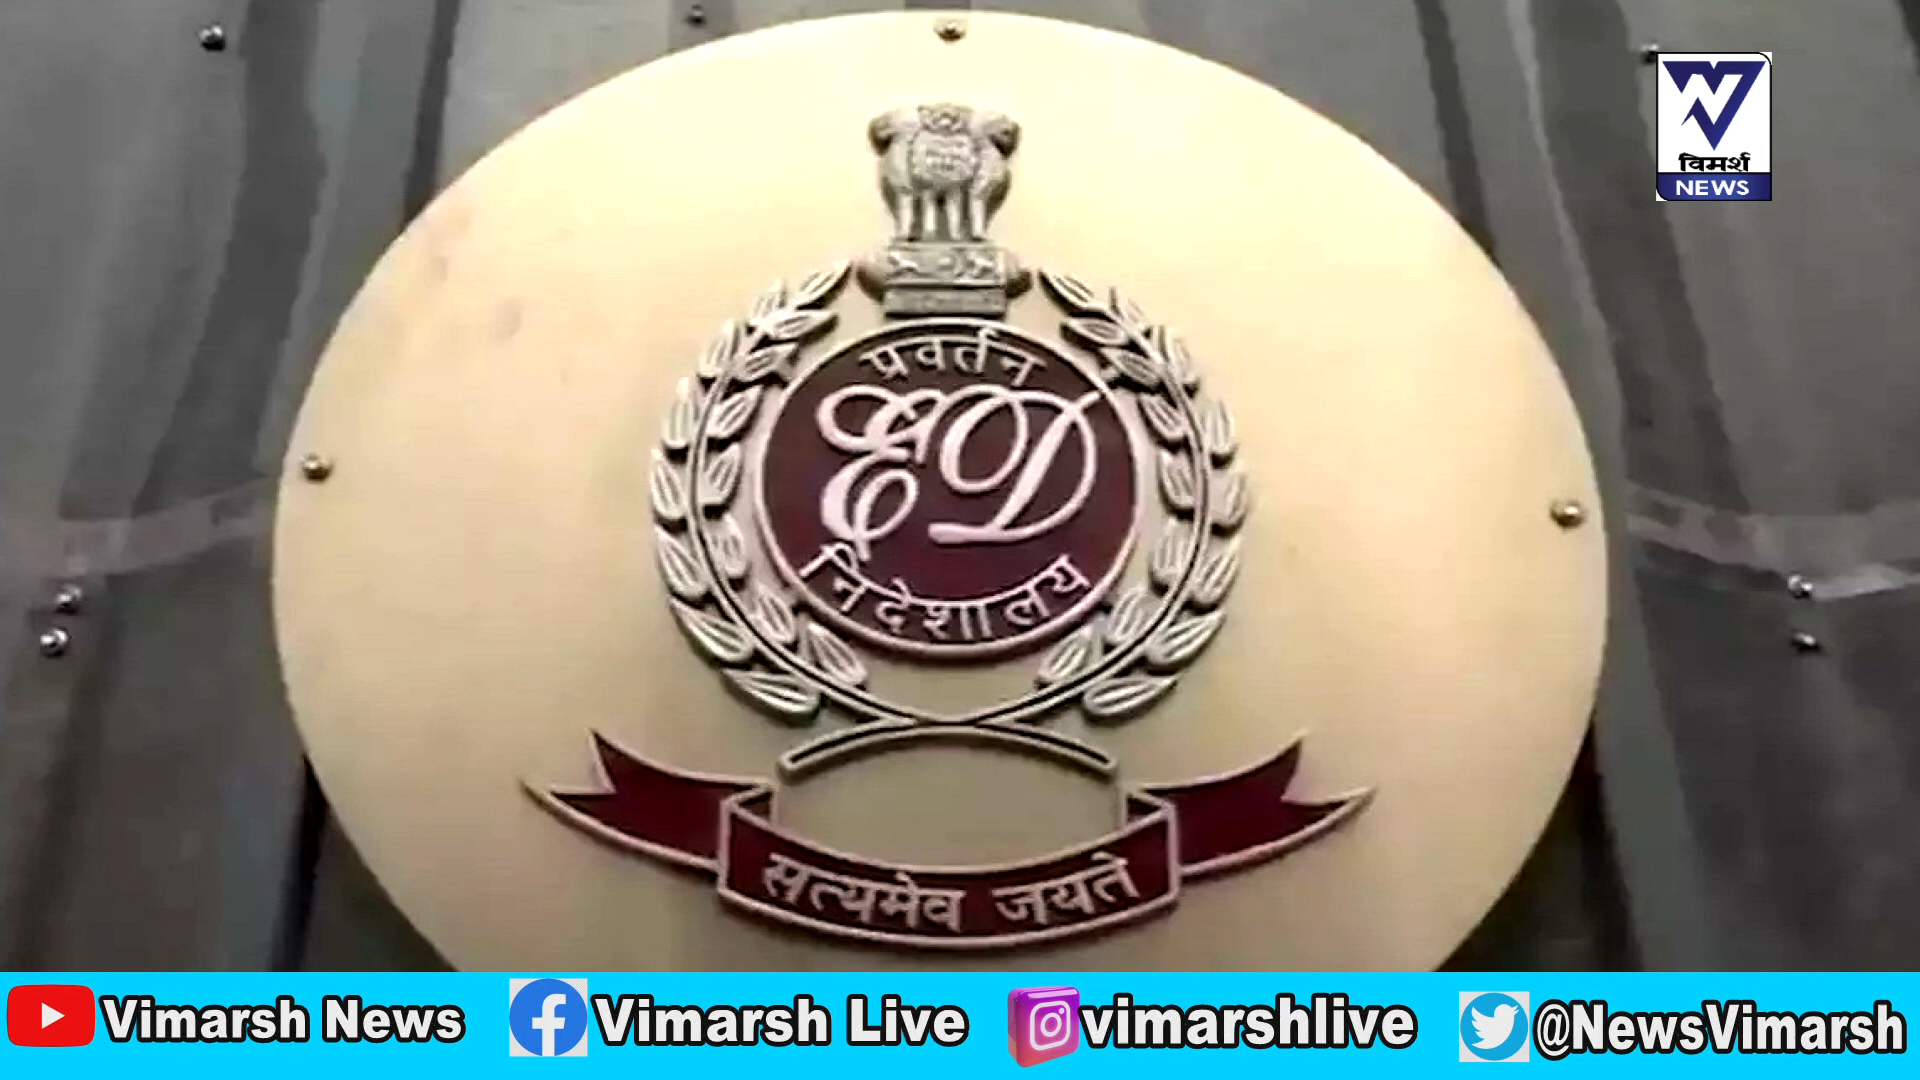 विमर्श
NEWS
प्रवर्तन
ED
निदेशालय
सत्यमेव जयते
Vimarsh News
Vimarsh Live
vimarshlive
@NewsVimarsh